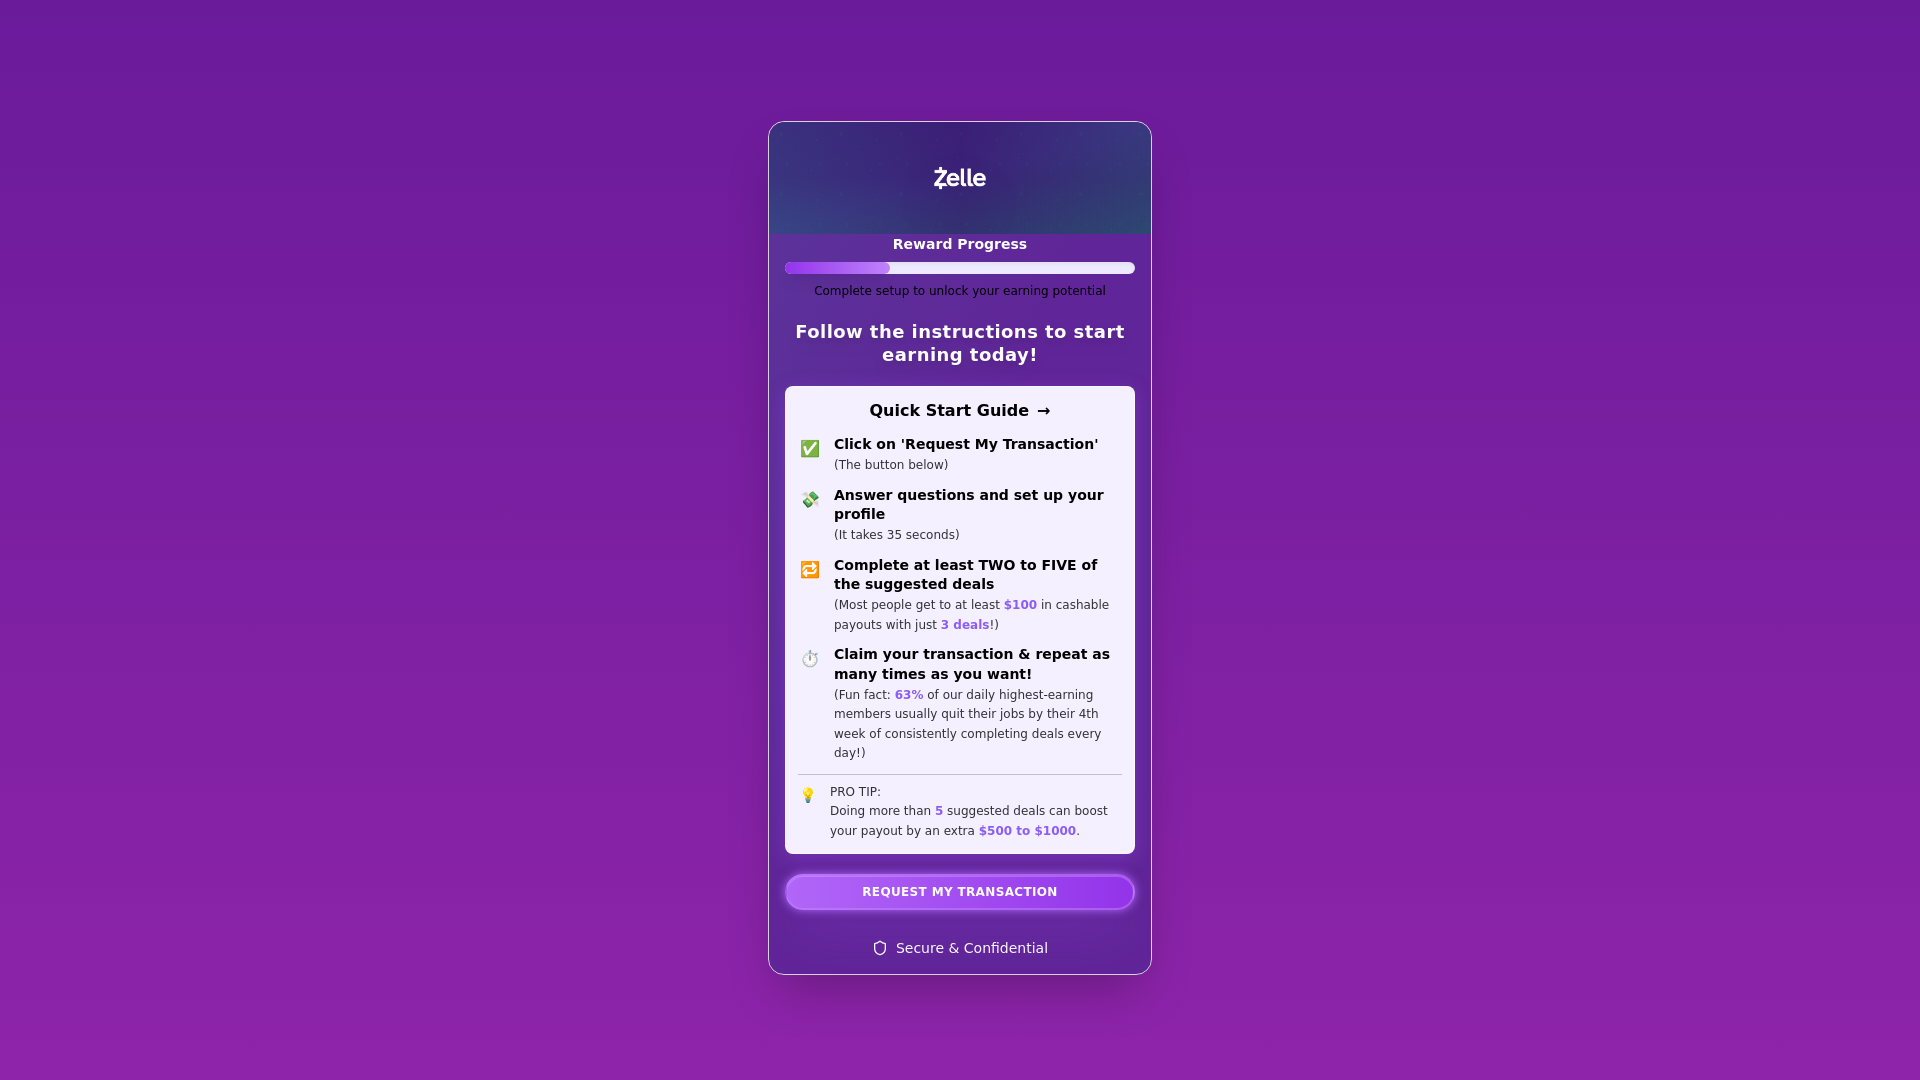 Zelle
Reward Progress
Complete setup to unlock your earning potential
Follow the instructions to start
earning today!
Quick Start Guide →
Click on 'Request My Transaction'
(The button below)
Answer questions and set up your
profile
(It takes 35 seconds)
Complete at least TWO to FIVE of
the suggested deals
(Most people get to at least $100 in cashable
payouts with just 3 deals!)
Claim your transaction & repeat as
many times as you want!
(Fun fact: 63% of our daily highest-earning
members usually quit their jobs by their 4th
week of consistently completing deals every
day!)
PRO TIP:
Doing more than 5 suggested deals can boost
your payout by an extra $500 to $1000.
REQUEST MY TRANSACTION
Secure & Confidential